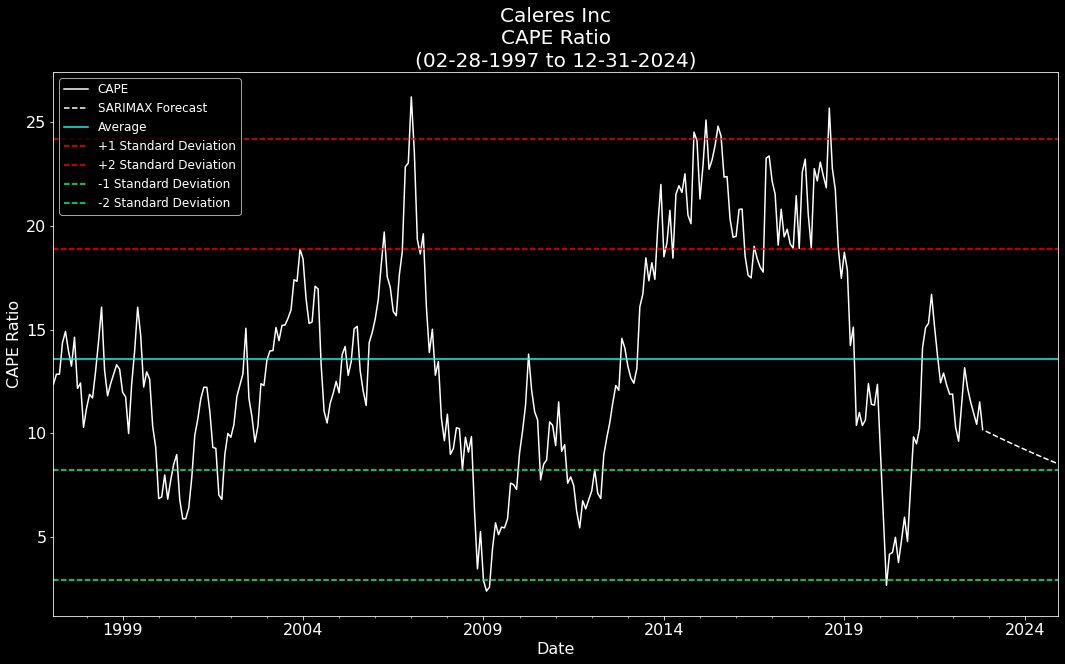 Caleres Inc
CAPE Ratio
(02-28-1997 to 12-31-2024)
CAPE
SARIMAX Forecast
Average
+1 Standard Deviation
+2 Standard Deviation
-1 Standard Deviation
-2 Standard Deviation
25
20
15
10
5
CAPE Ratio
1999 2004 2009 2014 2019 2024
Date